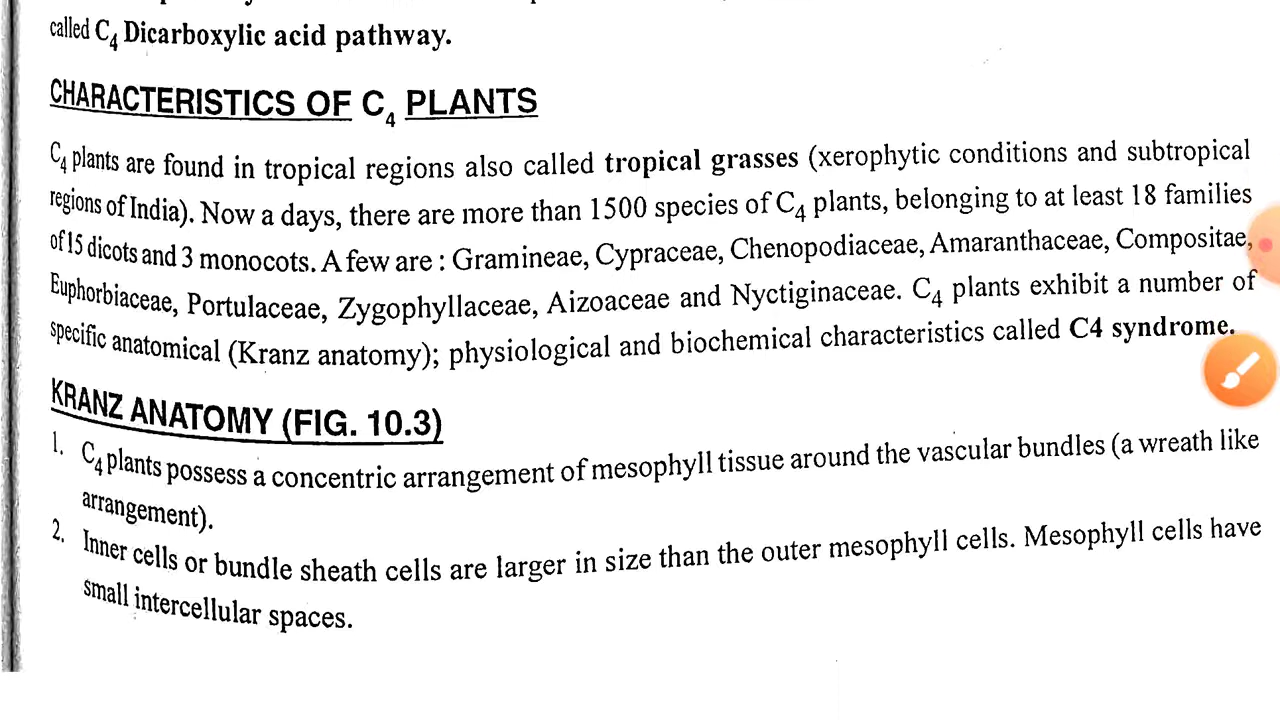 called C₄ Dicarboxylic acid pathway.
CHARACTERISTICS OF C₄ PLANTS
C₄ plants are found in tropical regions also called tropical grasses (xerophytic conditions and subtropical
regions of India). Now a days, there are more than 1500 species of C₄ plants, belonging to at least 18 families
of 15 dicots and 3 monocots. A few are : Gramineae, Cypraceae, Chenopodiaceae, Amaranthaceae, Compositae,
Euphorbiaceae, Portulaceae, Zygophyllaceae, Aizoaceae and Nyctiginaceae. C₄ plants exhibit a number of
specific anatomical (Kranz anatomy); physiological and biochemical characteristics called C4 syndrome.
KRANZ ANATOMY (FIG. 10.3)
1. C₄ plants possess a concentric arrangement of mesophyll tissue around the vascular bundles (a wreath like
arrangement).
2. Inner cells or bundle sheath cells are larger in size than the outer mesophyll cells. Mesophyll cells have
small intercellular spaces.